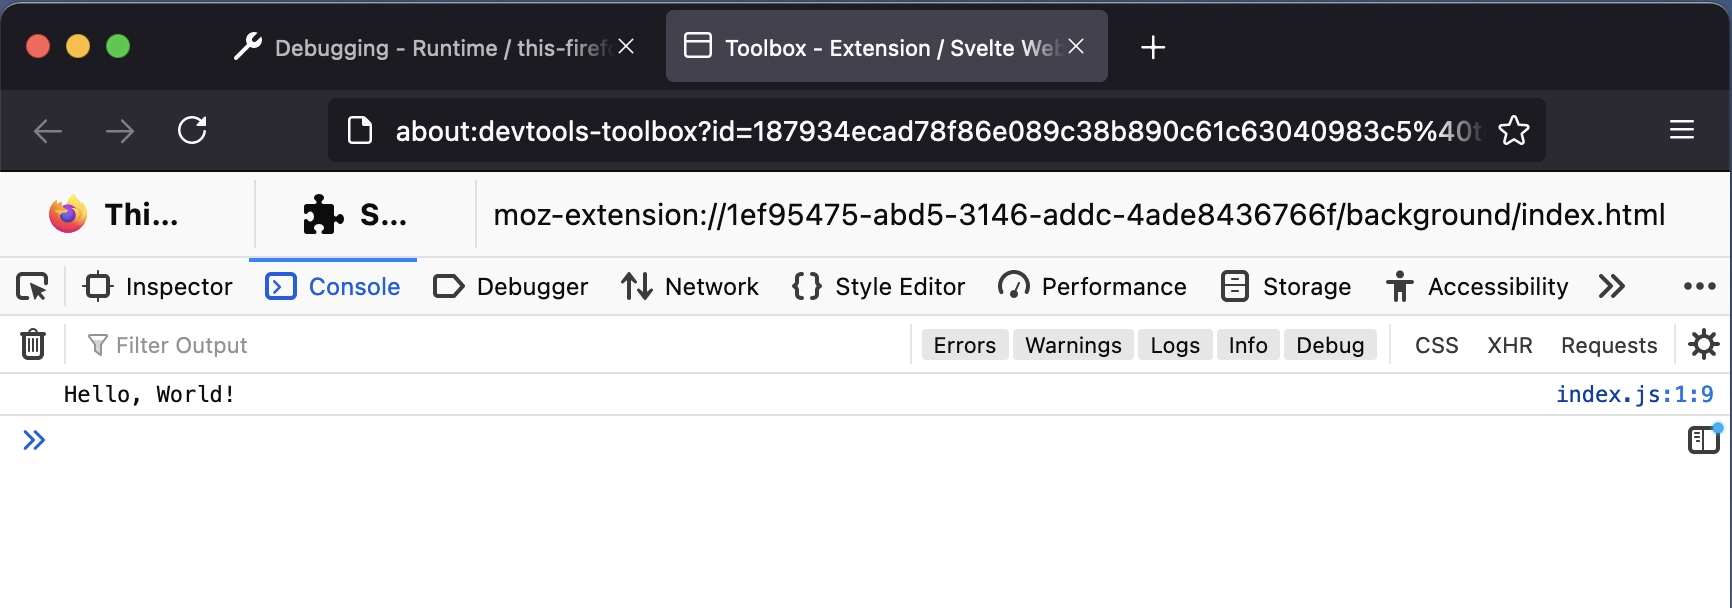 Debugging - Runtime / this-firef
Toolbox - Extension / Svelte Web
about:devtools-toolbox?id=187934ecad78f86e089c38b890c61c63040983c5%40t
Thi...
S...
moz-extension://1ef95475-abd5-3146-addc-4ade8436766f/background/index.html
Inspector Console Debugger Network Style Editor Performance Storage Accessibility
Filter Output Errors Warnings Logs Info Debug CSS XHR Requests
Hello, World! index.js:1:9